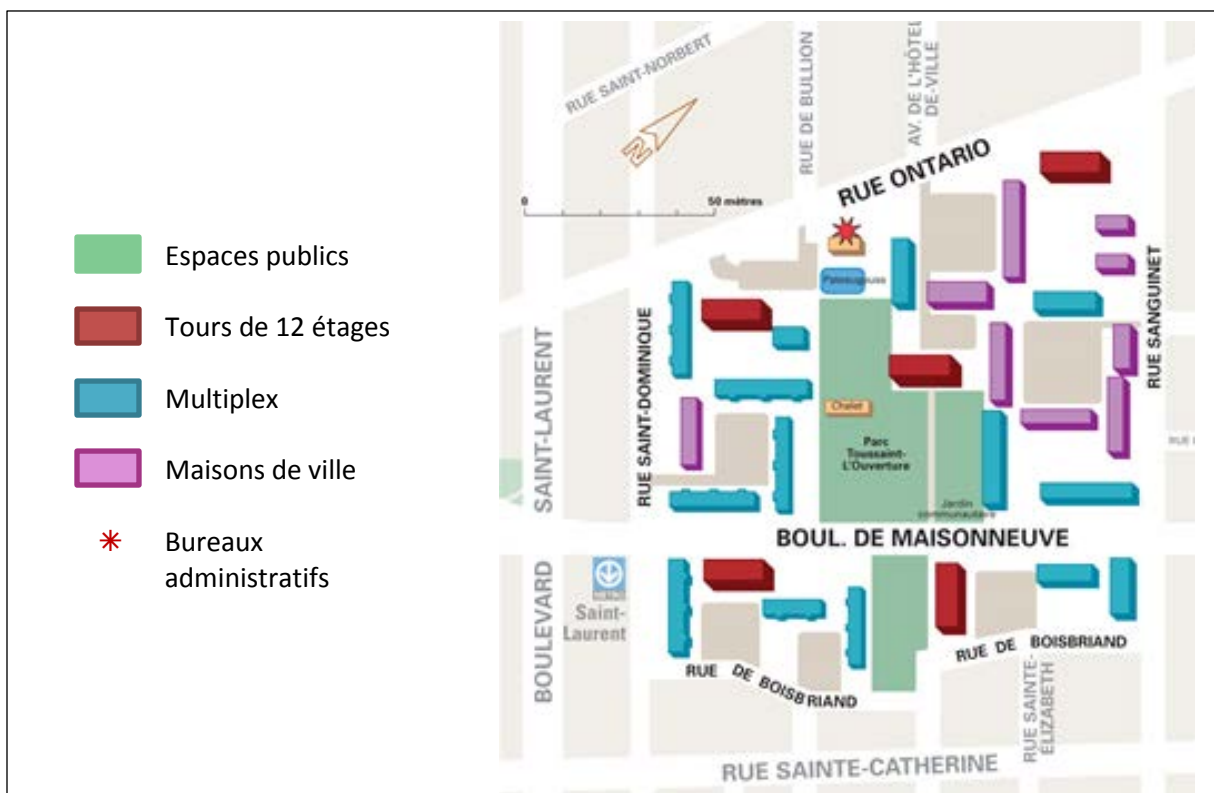 Espaces publics
Tours de 12 étages
Multiplex
Maisons de ville
Bureaux
administratifs
RUE SAINT-NORBERT
RUE DE BULLION
AV. DE L'HÔTEL
DE-VILLE
N
0
50 mètres
RUE ONTARIO
Pataugeuse
BOULEVARD
SAINT-LAURENT
RUE SAINT-DOMINIQUE
RUE SANGUINET
Chalet
Parc
Toussaint-
L'Ouverture
Jardin
communautaire
BOUL. DE MAISONNEUVE
Saint-
Laurent
RUE DE BOISBRIAND
RUE DE BOISBRIAND
RUE SAINTE-
ÉLIZABETH
RUE SAINTE-CATHERINE